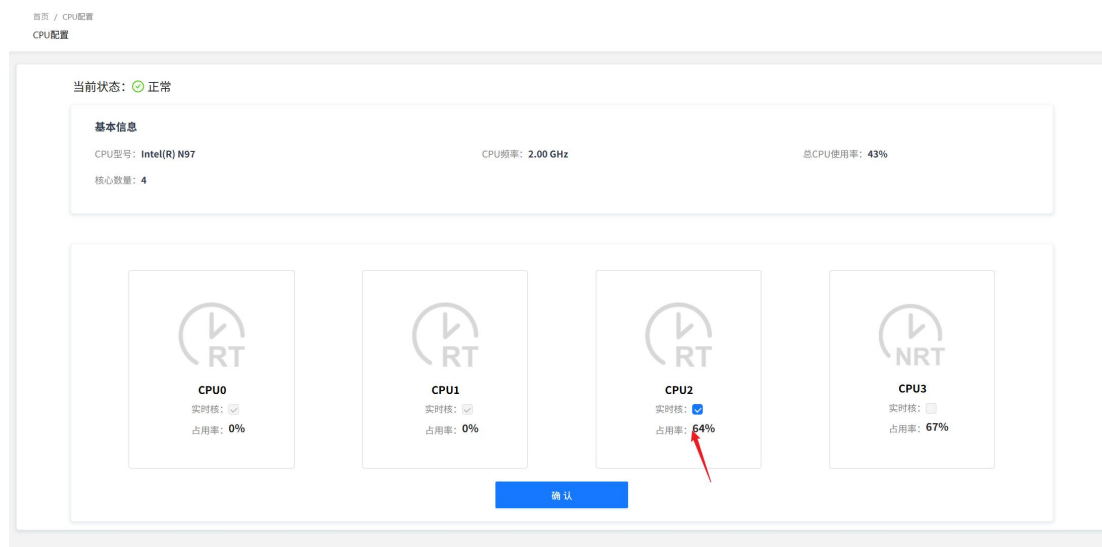 首页 / CPU配置
CPU配置
当前状态: 正常
基本信息
CPU型号: Intel(R) N97 CPU频率: 2.00 GHz 总CPU使用率: 43%
核心数量: 4
RT RT RT NRT
CPU0 CPU1 CPU2 CPU3
实时核: 实时核: 实时核: 实时核:
占用率: 0% 占用率: 0% 占用率: 64% 占用率: 67%
确 认